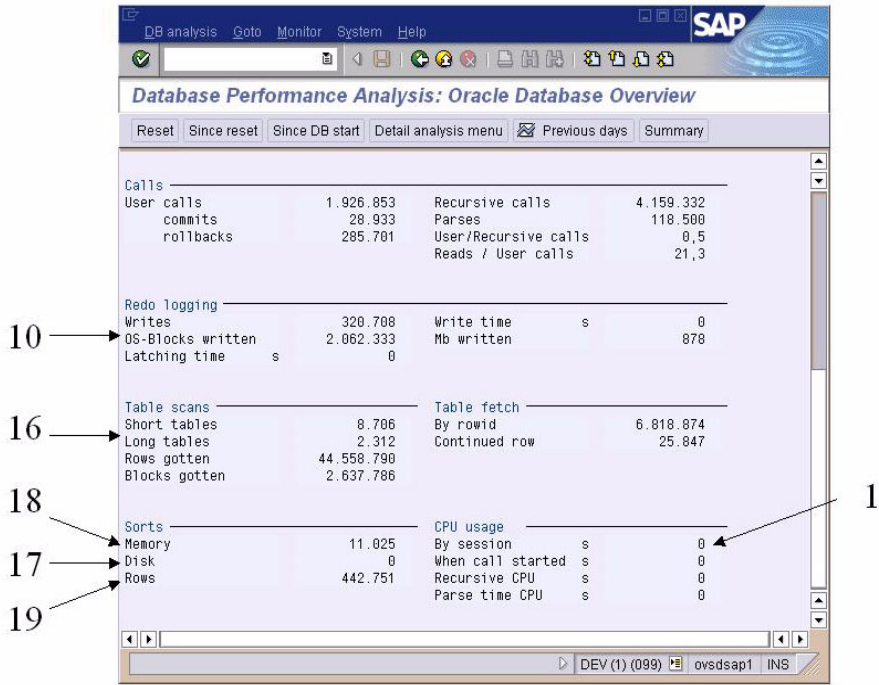 DB analysis Goto Monitor System Help
SAP
Database Performance Analysis: Oracle Database Overview
Reset Since reset Since DB start Detail analysis menu Previous days Summary
Calls
User calls 1.926.853 Recursive calls 4.159.332
commits 28.933 Parses 118.500
rollbacks 285.701 User/Recursive calls 0,5
Reads / User calls 21,3
Redo logging
Writes 320.708 Write time s 0
10 OS-Blocks written 2.062.333 Mb written 878
Latching time s 0
Table scans Table fetch
Short tables 8.706 By rowid 6.818.874
16 Long tables 2.312 Continued row 25.847
Rows gotten 44.558.790
Blocks gotten 2.637.786
18 1
Sorts CPU usage
Memory 11.025 By session s 0
17 Disk 0 When call started s 0
Rows 442.751 Recursive CPU s 0
Parse time CPU s 0
19
DEV (1) (099) ovsdsap1 INS